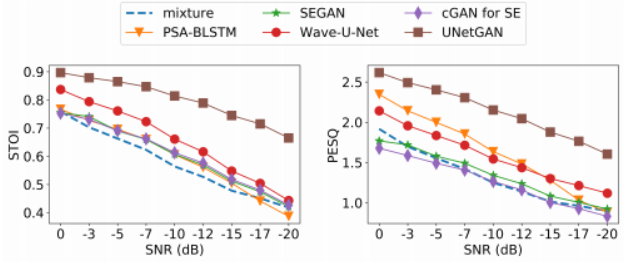 mixture SEGAN cGAN for SE
PSA-BLSTM Wave-U-Net UNetGAN
0.9
0.8
0.7
0.6
0.5
0.4
STOI
0 -3 -5 -7 -10 -12 -15 -17 -20
SNR (dB)
2.5
2.0
1.5
1.0
PESQ
0 -3 -5 -7 -10 -12 -15 -17 -20
SNR (dB)